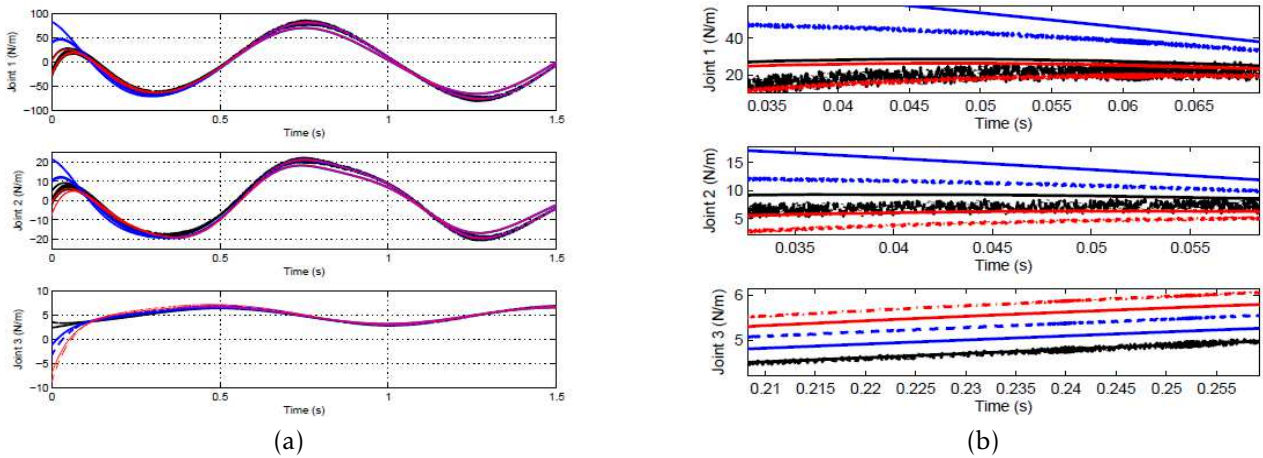 100
50
0
−50
−100
Joint 1 (N/m)
0 0.5 1 1.5
Time (s)
20
10
0
−10
−20
Joint 2 (N/m)
0 0.5 1 1.5
Time (s)
10
5
0
−5
−10
Joint 3 (N/m)
0 0.5 1 1.5
Time (s)
(a)
40
20
Joint 1 (N/m)
0.035 0.04 0.045 0.05 0.055 0.06 0.065
Time (s)
15
10
5
Joint 2 (N/m)
0.035 0.04 0.045 0.05 0.055
Time (s)
6
5
Joint 3 (N/m)
0.21 0.215 0.22 0.225 0.23 0.235 0.24 0.245 0.25 0.255
Time (s)
(b)